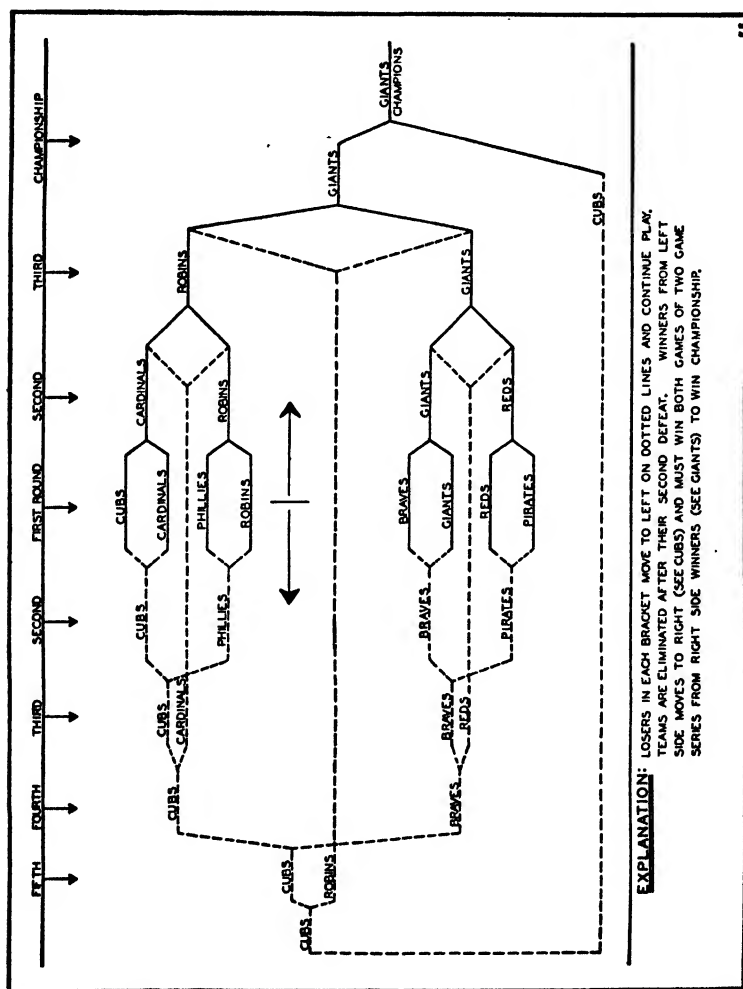 FIFTH
FOURTH
THIRD
SECOND
FIRST ROUND
SECOND
THIRD
CHAMPIONSHIP
CUBS
CARDINALS
PHILLIES
ROBINS
BRAVES
GIANTS
REDS
PIRATES
CARDINALS
ROBINS
GIANTS
REDS
ROBINS
GIANTS
GIANTS
GIANTS
CHAMPIONS
CUBS
PHILLIES
BRAVES
PIRATES
CUBS
CARDINALS
BRAVES
REDS
CUBS
BRAVES
CUBS
ROBINS
CUBS
CUBS
EXPLANATION: LOSERS IN EACH BRACKET MOVE TO LEFT ON DOTTED LINES AND CONTINUE PLAY.
TEAMS ARE ELIMINATED AFTER THEIR SECOND DEFEAT. WINNERS FROM LEFT
SIDE MOVES TO RIGHT (SEE CUBS) AND MUST WIN BOTH GAMES OF TWO GAME
SERIES FROM RIGHT SIDE WINNERS (SEE GIANTS) TO WIN CHAMPIONSHIP.